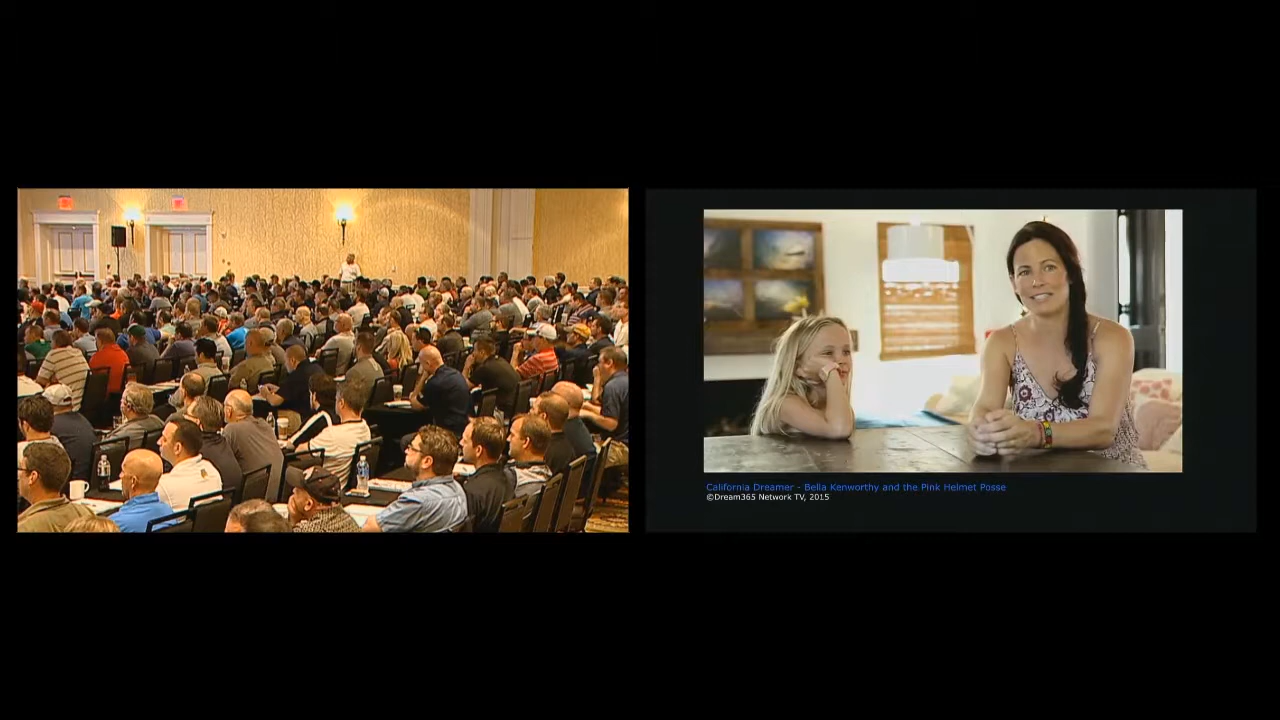 California Dreamer - Bella Kenworthy and the Pink Helmet Posse
©Dream365 Network TV, 2015